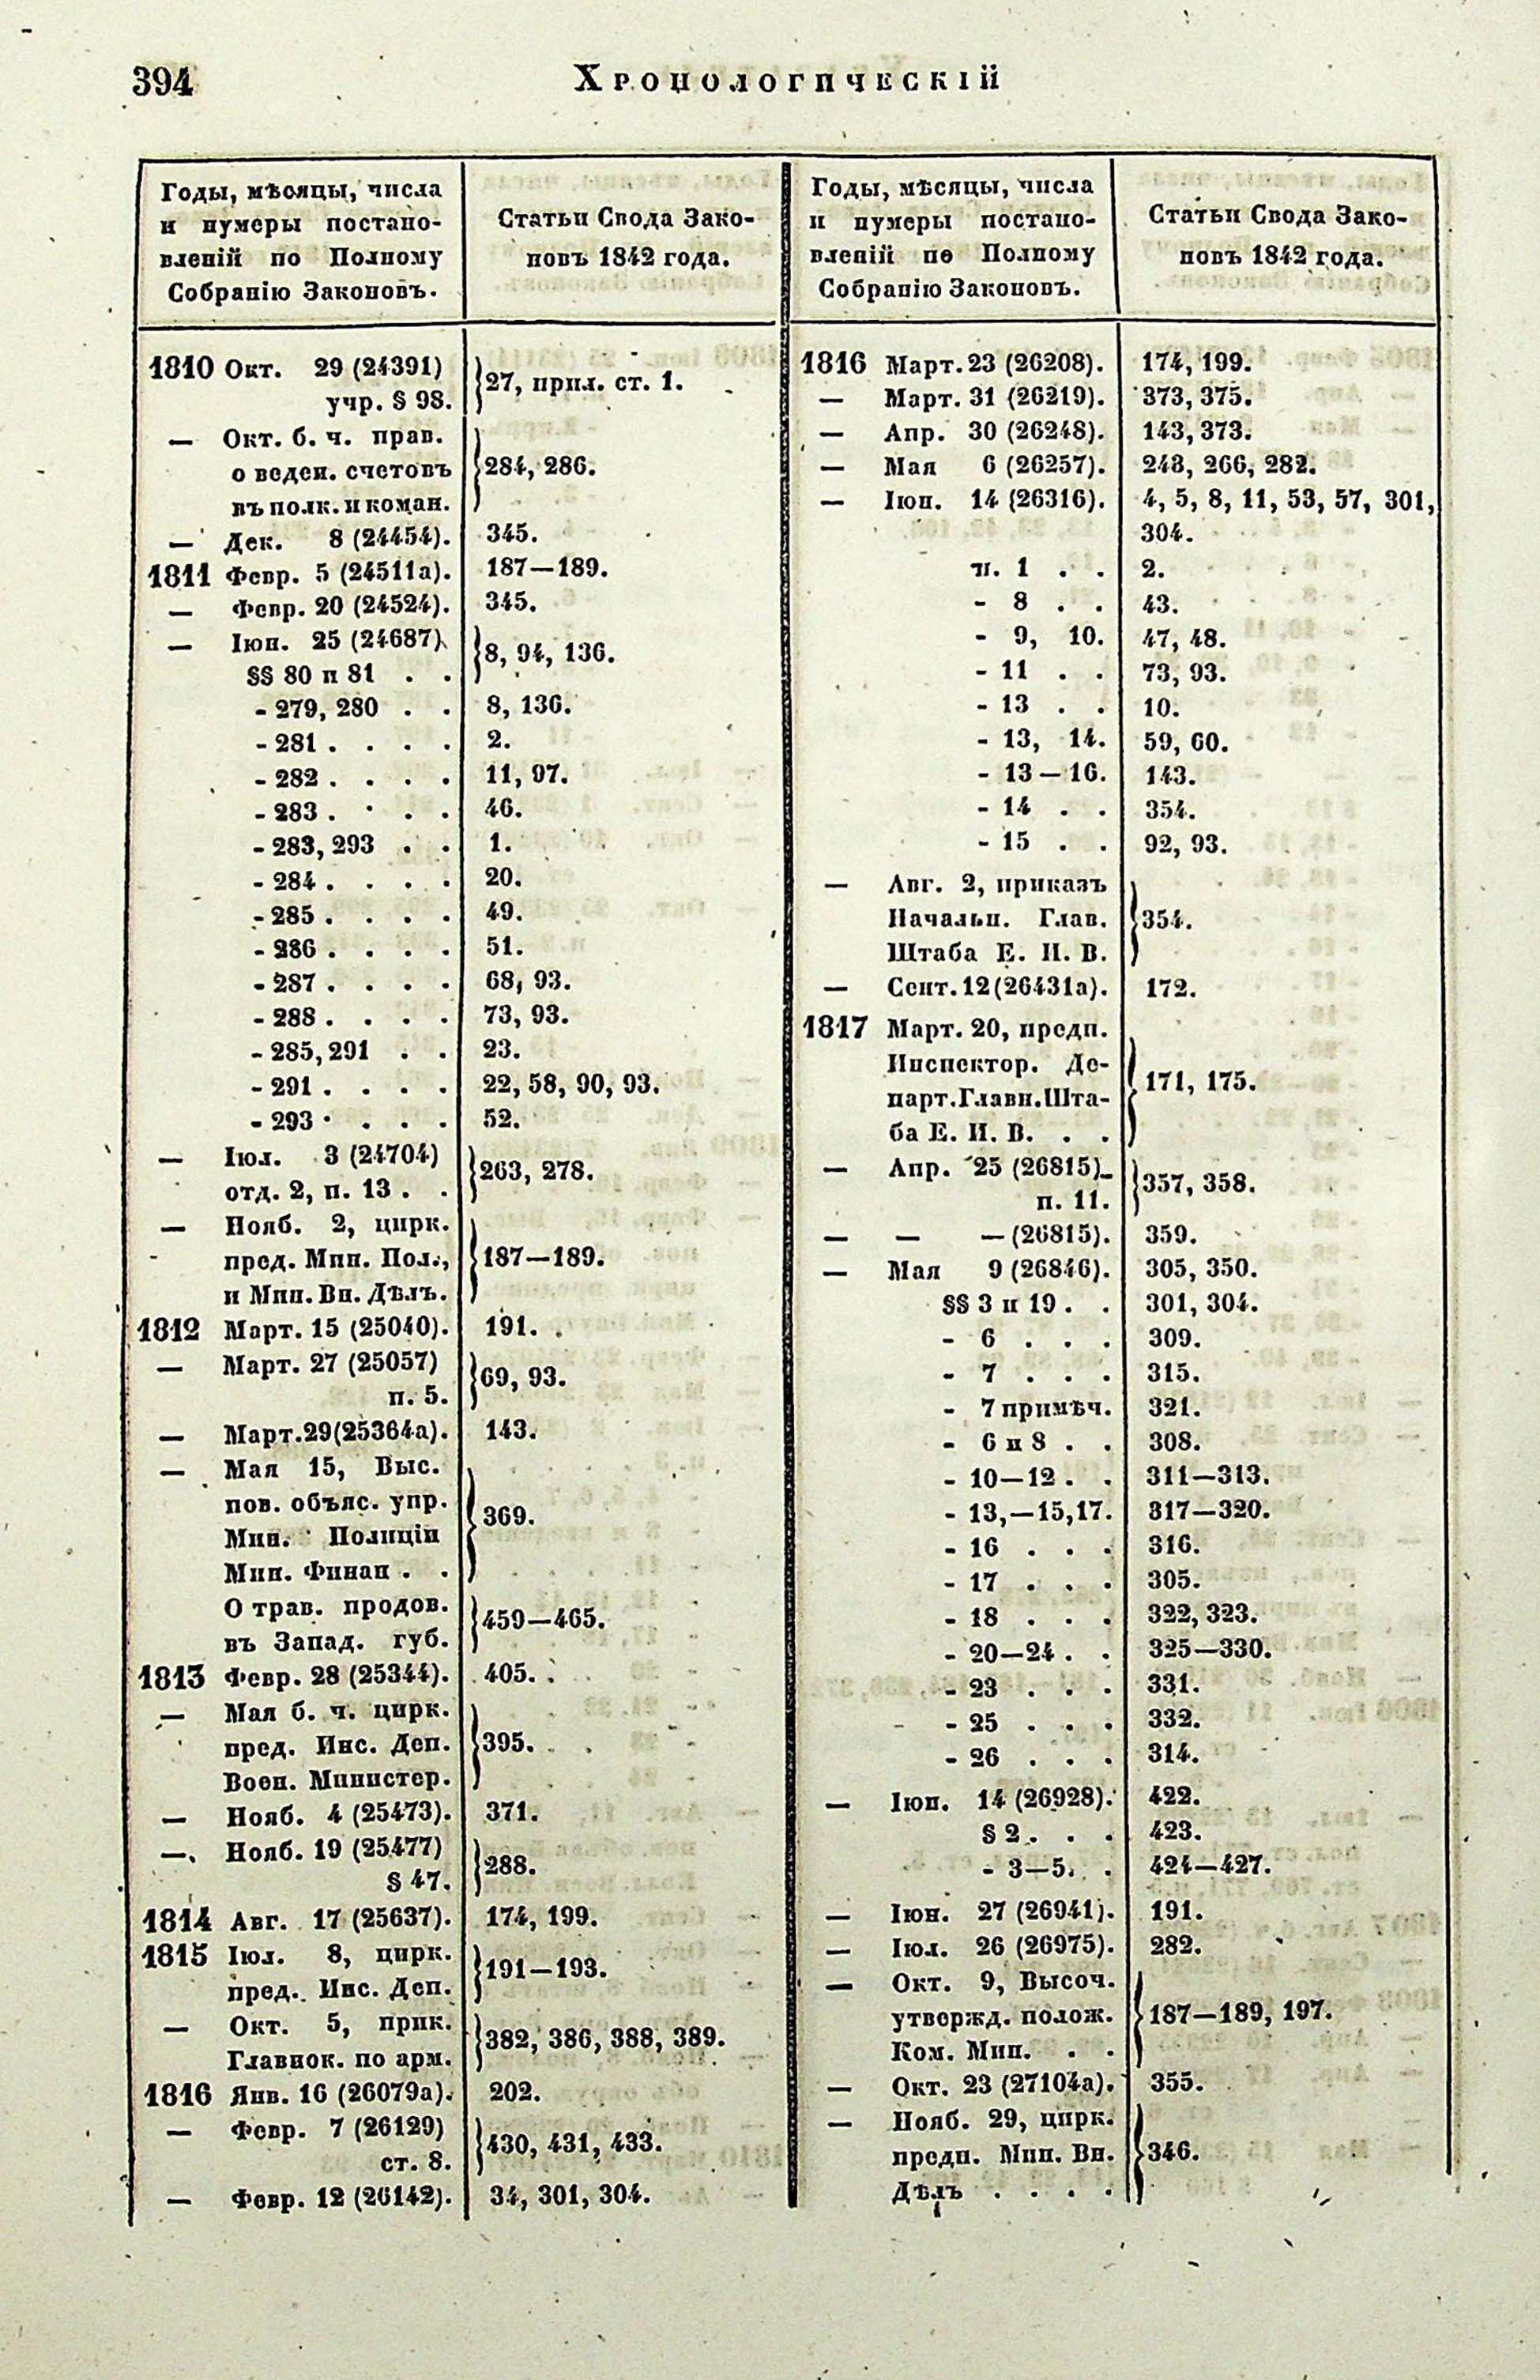 394
Хронологическій
Годы, мѣсяцы, числа
и нумеры постано-
вленій по Полному
Собранію Законовъ.
Статьи Свода Зако-
новъ 1842 года.
1810 Окт. 29 (24391)
учр. § 98. } 27, прил. ст. 1.
— Окт. б. ч. прав.
о веден. счетовъ } 284, 286.
въ полк. и коман.
— Дек. 8 (24454). 345.
1811 Февр. 5 (24511а). 187—189.
— Февр. 20 (24524). 345.
— Іюн. 25 (24687)
§§ 80 и 81 . . } 8, 94, 136.
- 279, 280 . . 8, 136.
- 281 . . . . 2.
- 282 . . . . 11, 97.
- 283 . . . . 46.
- 283, 293 . . 1.
- 284 . . . . 20.
- 285 . . . . 49.
- 286 . . . . 51.
- 287 . . . . 68, 93.
- 288 . . . . 73, 93.
- 285, 291 . . 23.
- 291 . . . . 22, 58, 90, 93.
- 293 . . . . 52.
— Іюл. 3 (24704)
отд. 2, п. 13 . . } 263, 278.
— Нояб. 2, цирк.
пред. Мин. Пол., } 187—189.
и Мин. Вн. Дѣлъ.
1812 Март. 15 (25040). 191.
— Март. 27 (25057)
п. 5. } 69, 93.
— Март. 29 (25364а). 143.
— Мая 15, Выс.
пов. объяс. упр.
Мин. Полиціи } 369.
Мин. Финан . .
О трав. продов.
въ Запад. губ. } 459—465.
1813 Февр. 28 (25344). 405.
— Мая б. ч. цирк.
пред. Инс. Деп. } 395.
Воен. Министер.
— Нояб. 4 (25473). 371.
— Нояб. 19 (25477)
§ 47. } 288.
1814 Авг. 17 (25637). 174, 199.
1815 Іюл. 8, цирк.
пред. Инс. Деп. } 191—193.
— Окт. 5, прик.
Главнок. по арм. } 382, 386, 388, 389.
1816 Янв. 16 (26079а). 202.
— Февр. 7 (26129)
ст. 8. } 430, 431, 433.
— Февр. 12 (26142). 34, 301, 304.
Годы, мѣсяцы, числа
и нумеры постано-
вленій по Полному
Собранію Законовъ.
Статьи Свода Зако-
новъ 1842 года.
1816 Март. 23 (26208). 174, 199.
— Март. 31 (26219). 373, 375.
— Апр. 30 (26248). 143, 373.
— Мая 6 (26257). 243, 266, 282.
— Іюн. 14 (26316). 4, 5, 8, 11, 53, 57, 301,
304.
п. 1 . . 2.
- 8 . . 43.
- 9, 10. 47, 48.
- 11 . . 73, 93.
- 13 . . 10.
- 13, 14. 59, 60.
- 13—16. 143.
- 14 . . 354.
- 15 . . 92, 93.
— Авг. 2, приказъ
Начальн. Глав. } 354.
Штаба Е. И. В.
— Сент. 12 (26431а). 172.
1817 Март. 20, предп.
Инспектор. Де-
парт. Главн. Шта- } 171, 175.
ба Е. И. В. . .
— Апр. 25 (26815)
п. 11. } 357, 358.
— — — (26815). 359.
— Мая 9 (26846). 305, 350.
§§ 3 и 19 . . 301, 304.
- 6 . . . 309.
- 7 . . . 315.
- 7 примѣч. 321.
- 6 и 8 . . 308.
- 10—12 . . 311—313.
- 13,—15, 17. 317—320.
- 16 . . . 316.
- 17 . . . 305.
- 18 . . . 322, 323.
- 20—24 . . 325—330.
- 23 . . . 331.
- 25 . . . 332.
- 26 . . . 314.
— Іюн. 14 (26928). 422.
§ 2 . . . 423.
- 3—5 . . 424—427.
— Іюн. 27 (26941). 191.
— Іюл. 26 (26975). 282.
— Окт. 9, Высоч.
утвержд. полож. } 187—189, 197.
Ком. Мин. . .
— Окт. 23 (27104а). 355.
— Нояб. 29, цирк.
предп. Мин. Вн. } 346.
Дѣлъ . . . .